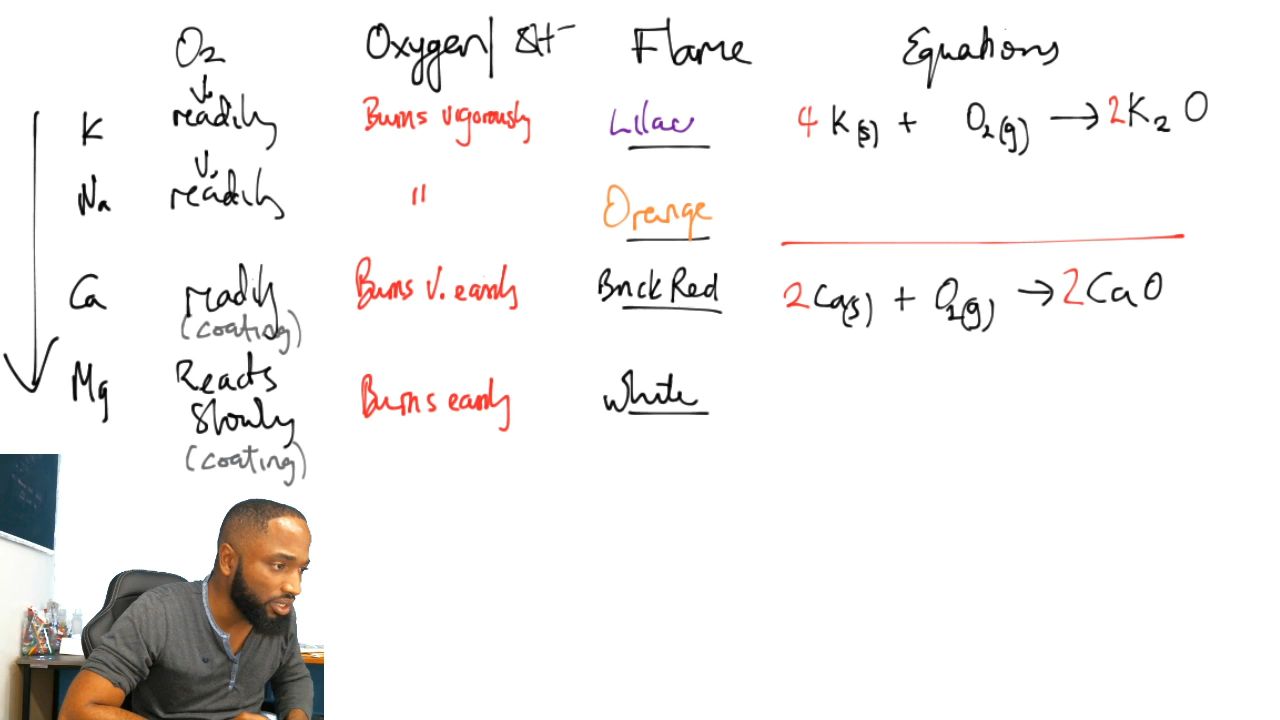 O₂ Oxygen/ Flame Equations
K readily Burns vigorously Lilac 4 K(s) + O₂(g) → 2K₂O
Na readily " Orange
Ca readily Burns v. easily Brick Red 2Ca(s) + O₂(g) → 2CaO
(coating)
Mg Reacts Burns easily White
Slowly
(coating)